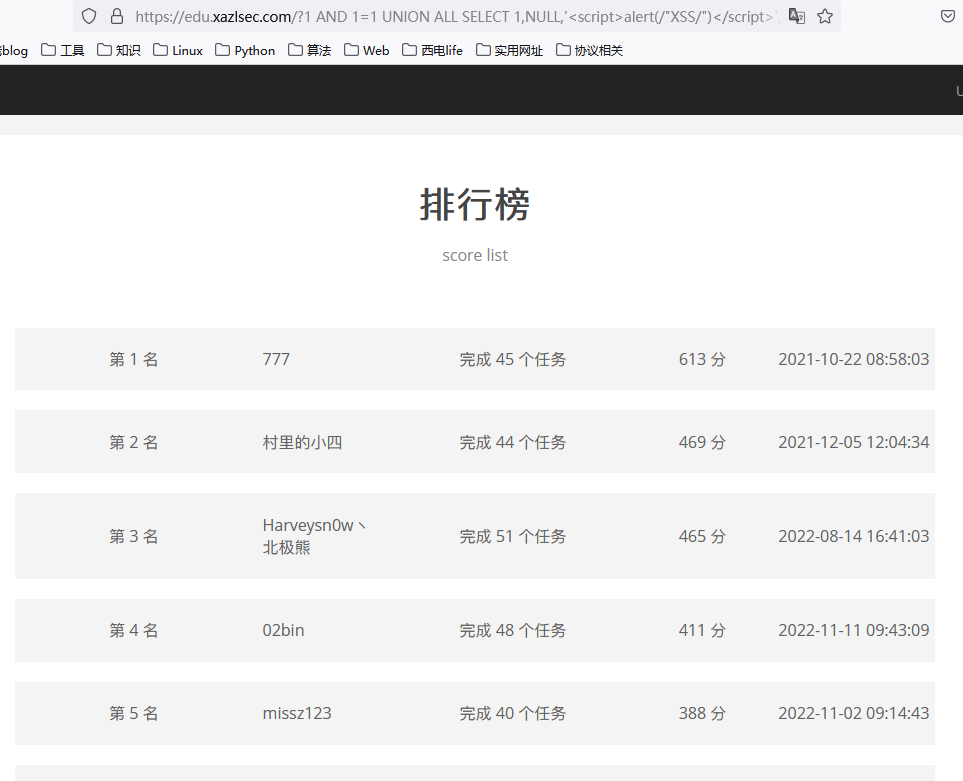 https://edu.xazlsec.com/?1 AND 1=1 UNION ALL SELECT 1,NULL,'<script>alert(/"XSS/")</script>'
blog 工具 知识 Linux Python 算法 Web 西电life 实用网址 协议相关
排行榜
score list
第 1 名 777 完成 45 个任务 613 分 2021-10-22 08:58:03
第 2 名 村里的小四 完成 44 个任务 469 分 2021-12-05 12:04:34
第 3 名 Harveysn0w丶 完成 51 个任务 465 分 2022-08-14 16:41:03
北极熊
第 4 名 02bin 完成 48 个任务 411 分 2022-11-11 09:43:09
第 5 名 missz123 完成 40 个任务 388 分 2022-11-02 09:14:43